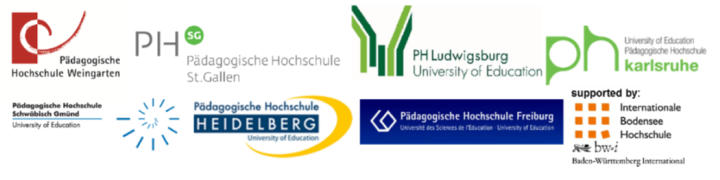 Pädagogische
Hochschule Weingarten
PH SG
Pädagogische Hochschule
St.Gallen
PH Ludwigsburg
University of Education
ph
University of Education
Pädagogische Hochschule
karlsruhe
Pädagogische Hochschule
Schwäbisch Gmünd
University of Education
Pädagogische Hochschule
HEIDELBERG
University of Education
Pädagogische Hochschule Freiburg
Université des Sciences de l'Education · University of Education
supported by:
Internationale
Bodensee
Hochschule
bw-i
Baden-Württemberg International